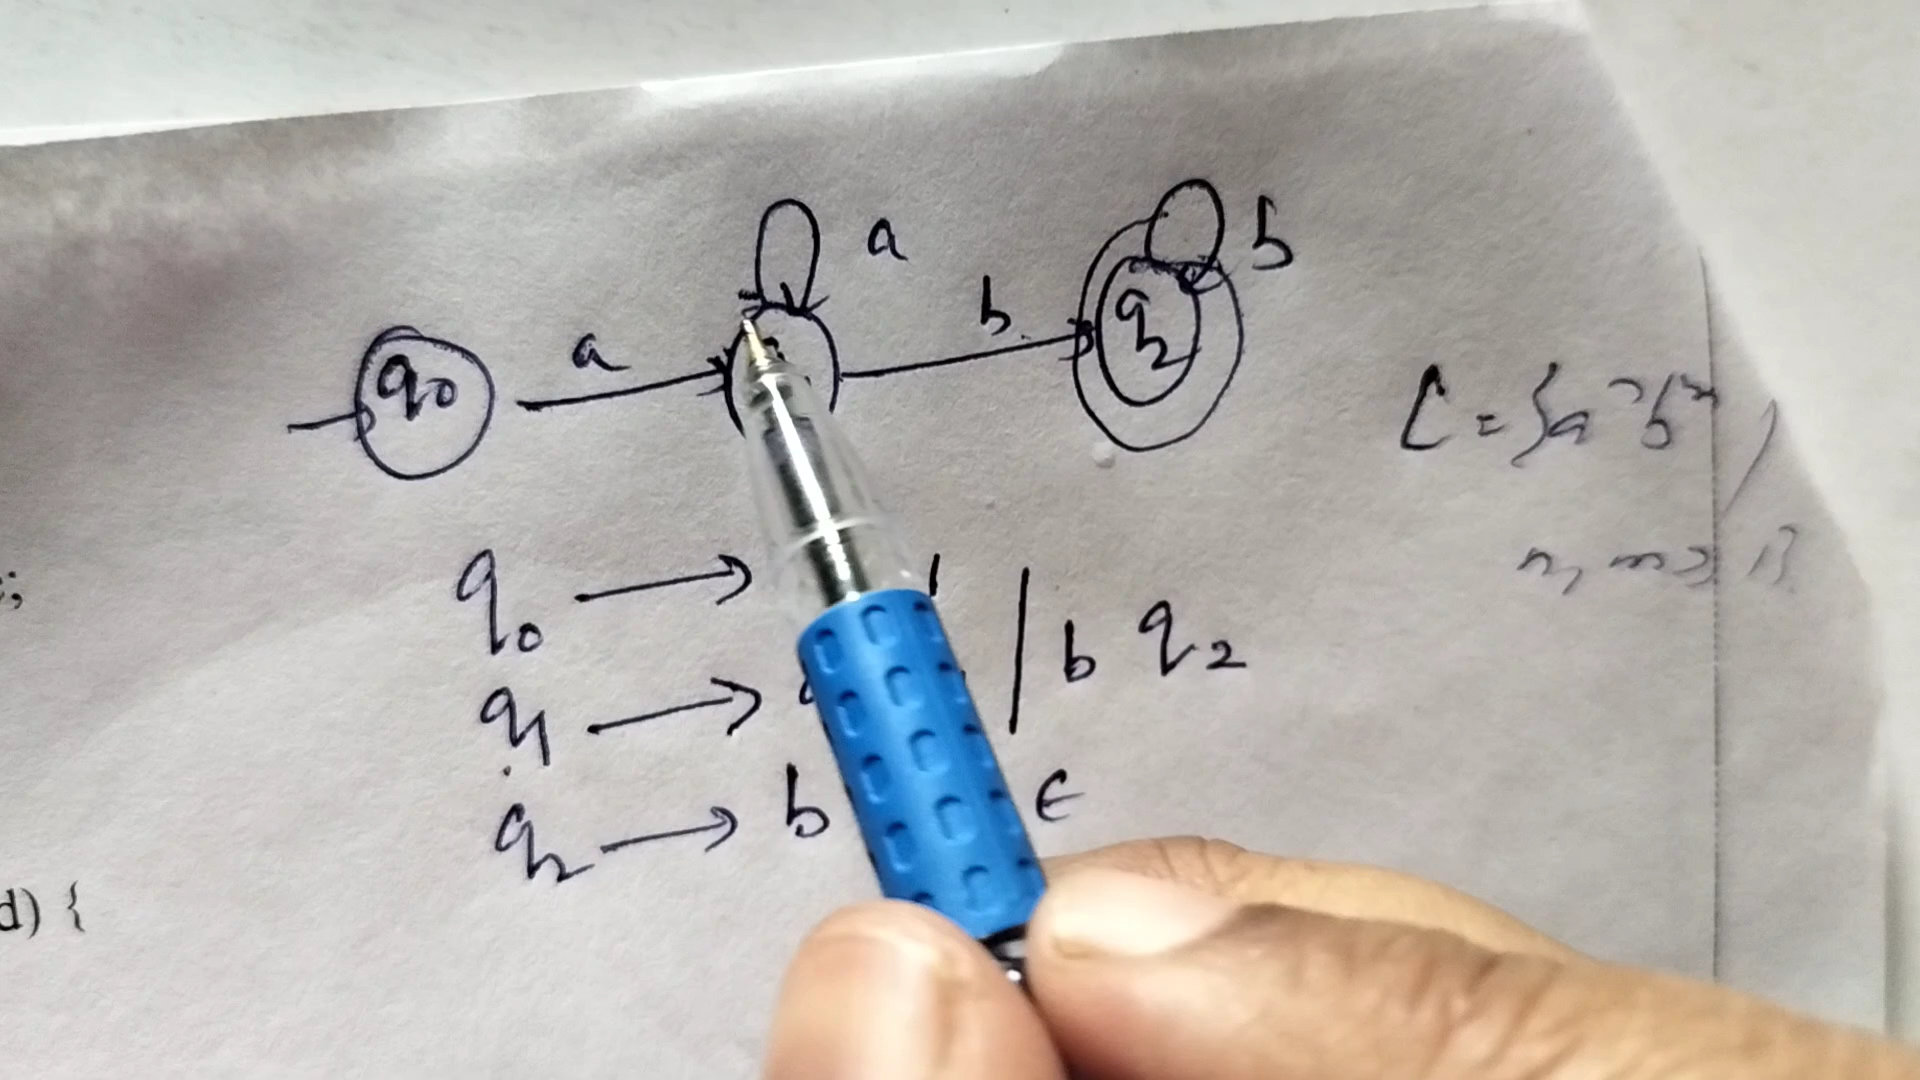 a b
a b
q0 q2
L = {a^n b^m /
n, m ≥ 1}
q0 →
| b q2
q1 →
q2 → b ϵ
;
d) {